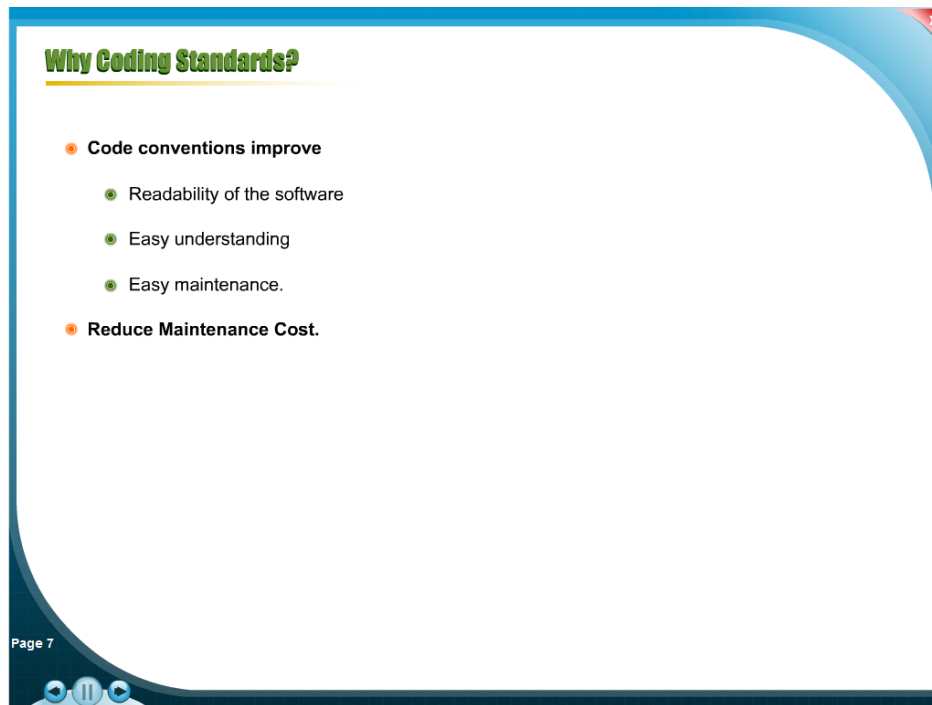 Why Coding Standards?
Code conventions improve
Readability of the software
Easy understanding
Easy maintenance.
Reduce Maintenance Cost.
Page 7